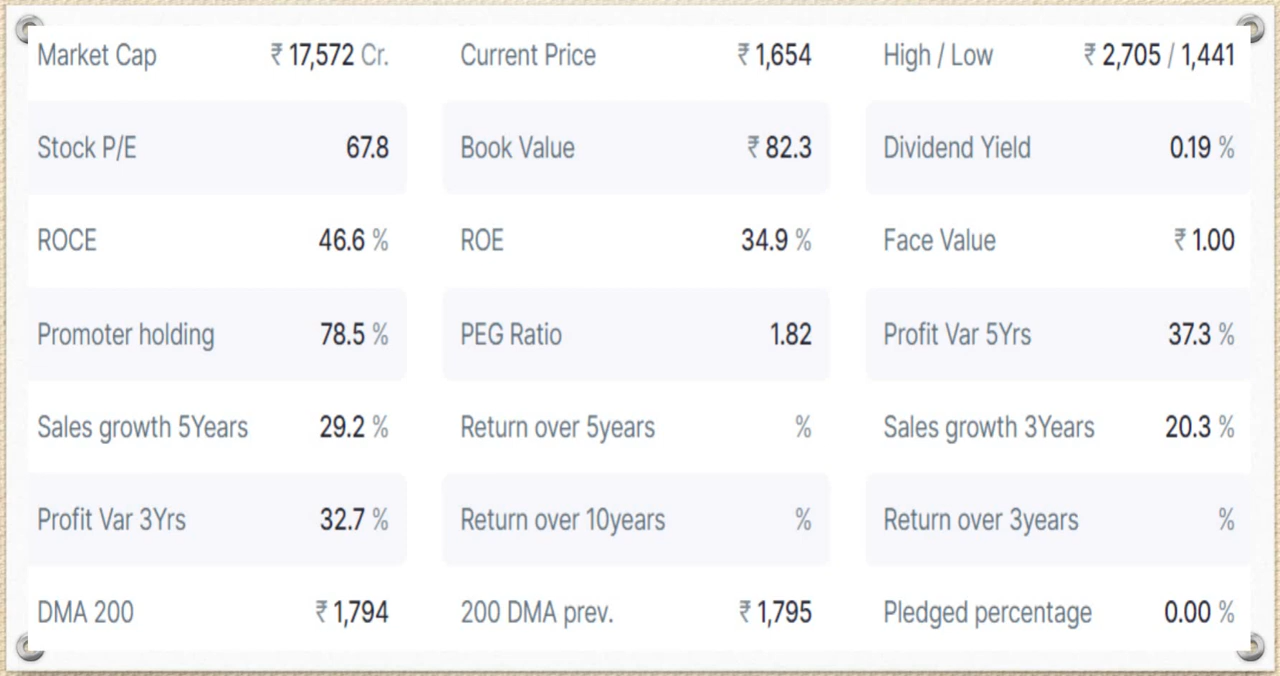 Market Cap ₹ 17,572 Cr. Current Price ₹ 1,654 High / Low ₹ 2,705 / 1,441
Stock P/E 67.8 Book Value ₹ 82.3 Dividend Yield 0.19 %
ROCE 46.6 % ROE 34.9 % Face Value ₹ 1.00
Promoter holding 78.5 % PEG Ratio 1.82 Profit Var 5Yrs 37.3 %
Sales growth 5Years 29.2 % Return over 5years % Sales growth 3Years 20.3 %
Profit Var 3Yrs 32.7 % Return over 10years % Return over 3years %
DMA 200 ₹ 1,794 200 DMA prev. ₹ 1,795 Pledged percentage 0.00 %